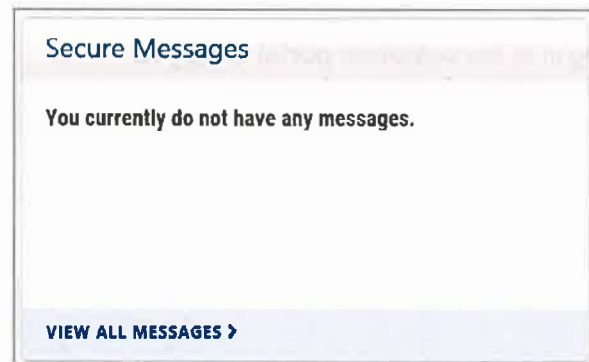 Secure Messages
You currently do not have any messages.
VIEW ALL MESSAGES >